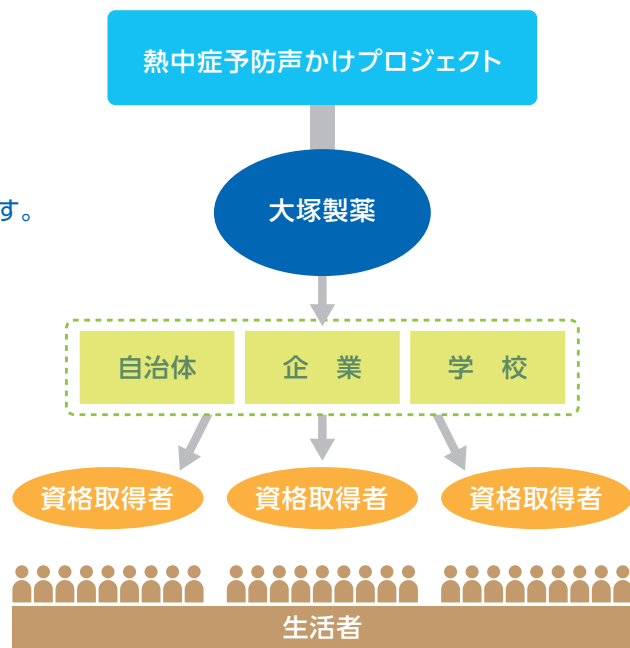 熱中症予防声かけプロジェクト
す。
大塚製薬
自治体
企 業
学 校
資格取得者
資格取得者
資格取得者
生活者